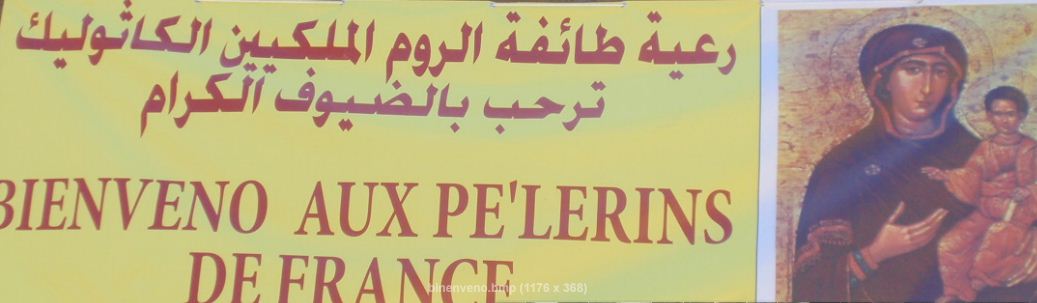 رعية طائفة الروم الملكيين الكاثوليك
ترحب بالضيوف الكرام
BIENVENO AUX PE'LERINS
DE FRANCE
binenveno.bmp (1176 x 368)